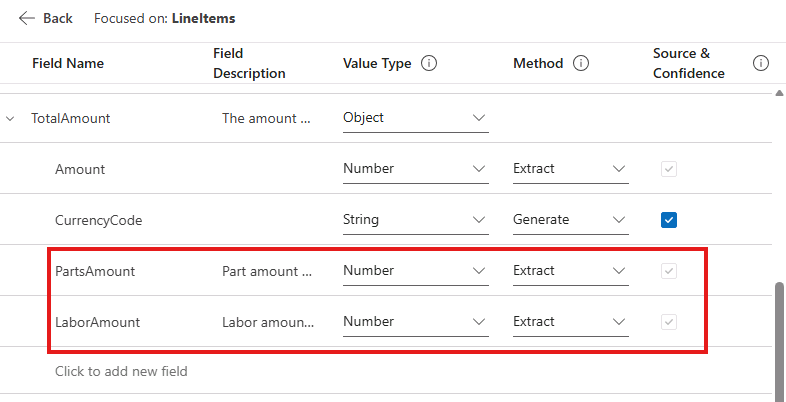 Back Focused on: LineItems
Field Name Field Description Value Type Method Source & Confidence
TotalAmount The amount ... Object
Amount Number Extract
CurrencyCode String Generate
PartsAmount Part amount ... Number Extract
LaborAmount Labor amoun... Number Extract
Click to add new field